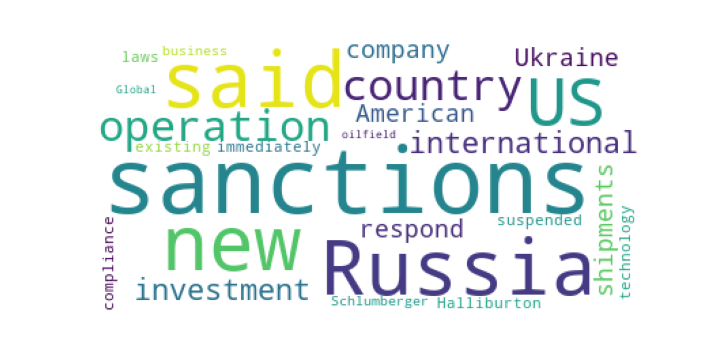 business
laws
company
Ukraine
said
country
US
Global
American
operation
oilfield
international
existing
immediately
sanctions
shipments
technology
compliance
new
respond
suspended
Russia
investment
Schlumberger
Halliburton